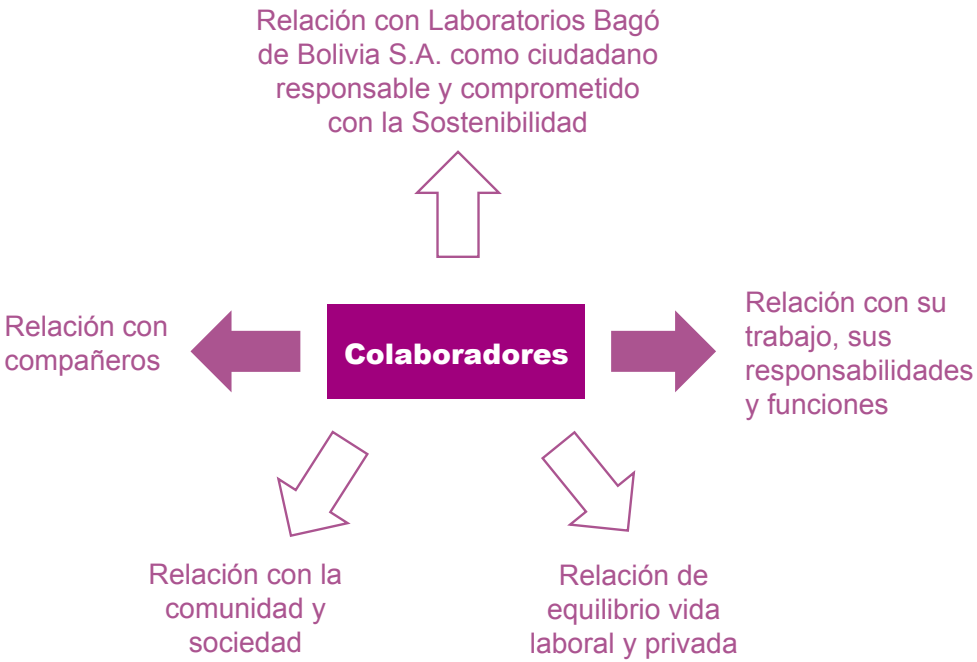 Relación con Laboratorios Bagó
de Bolivia S.A. como ciudadano
responsable y comprometido
con la Sostenibilidad
Relación con
compañeros
Colaboradores
Relación con su
trabajo, sus
responsabilidades
y funciones
Relación con la
comunidad y
sociedad
Relación de
equilibrio vida
laboral y privada